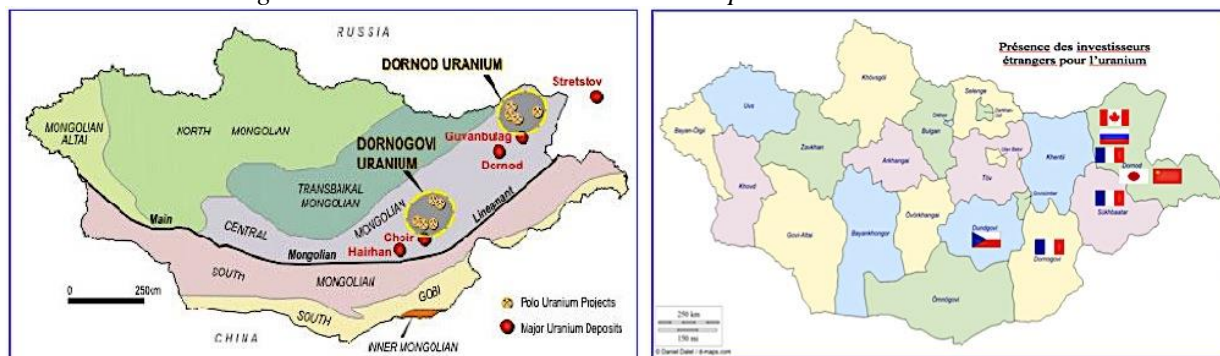 RUSSIA
DORNOD URANIUM
Stretstov
MONGOLIAN
ALTAI
NORTH MONGOLIAN
Gurvanbulag
DORNOGOVI
URANIUM
Dornod
TRANSBAIKAL
MONGOLIAN
CENTRAL
MONGOLIAN
Main
Mongolian
Lineament
Choir
Hairhan
SOUTH
MONGOLIAN
GOBI
SOUTH
0 250km
CHINA
INNER MONGOLIAN
Polo Uranium Projects
Major Uranium Deposits
Présence des investisseurs
étrangers pour l'uranium
Khövsgöl
Uvs
Selenge
Bayan-Ölgii
Zavkhan
Bulgan
Khentii
Dornod
Arkhangai
Töv
Khovd
Sükhbaatar
Övörkhangai
Govi-Altai
Bayankhongor
Dundgovi
Dornogovi
Ömnögovi
250 km
150 mi
© Daniel Dalet / d-maps.com